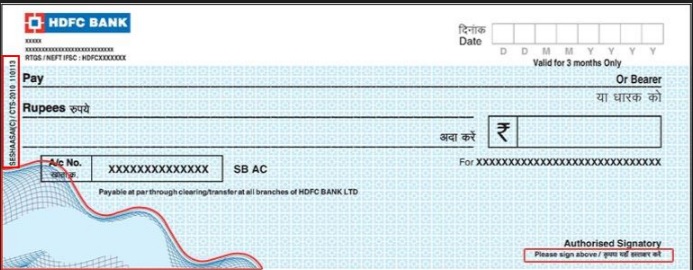 HDFC BANK
XXXXX
XXXXXXXXXXXXXXXXXXXXXXXXXX
RTGS / NEFT IFSC : HDFCXXXXXXX
दिनांक
Date
D D M M Y Y Y Y
Valid for 3 months Only
SESHAASAI(C) / CTS-2010 110113
Pay
Or Bearer
या धारक को
Rupees रुपये
अदा करें ₹
A/c No.
XXXXXXXXXXXXXX SB AC
For XXXXXXXXXXXXXXXXXXXXXXXXXXXXX
Payable at par through clearing/transfer at all branches of HDFC BANK LTD
Authorised Signatory
Please sign above / कृपया यहाँ हस्ताक्षर करें